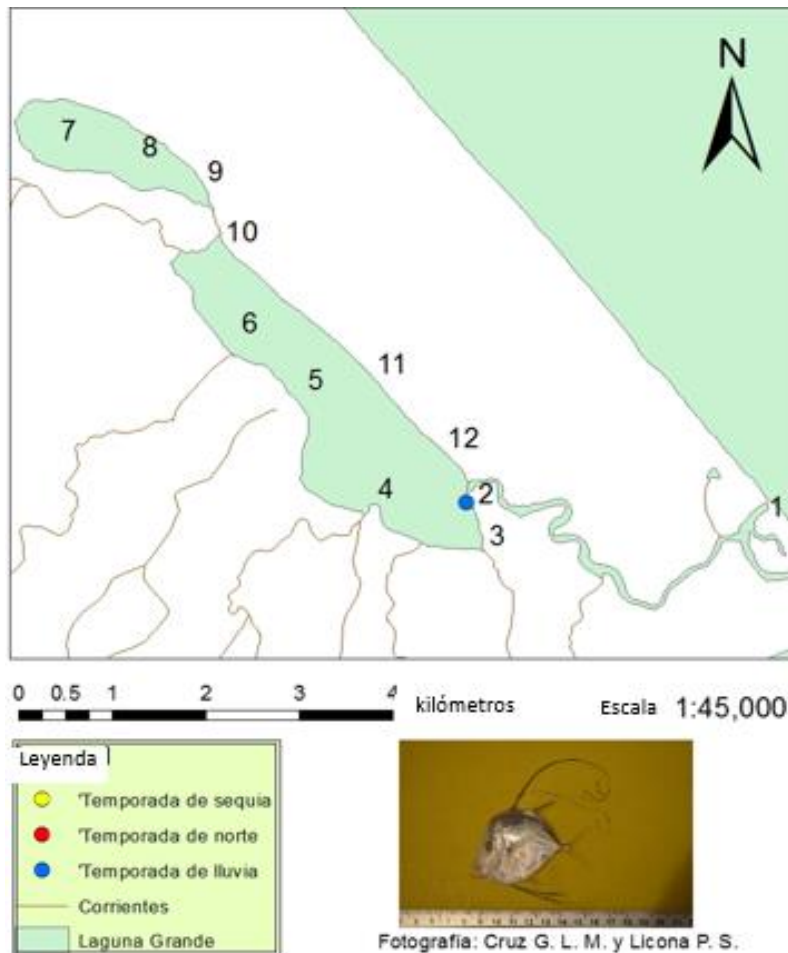 N
7
8
9
10
6
11
5
12
4
2
1
3
0 0.5 1 2 3 4
kilómetros
Escala 1:45,000
Leyenda
'Temporada de sequia
'Temporada de norte
'Temporada de lluvia
Corrientes
Laguna Grande
Fotografía: Cruz G. L. M. y Licona P. S.